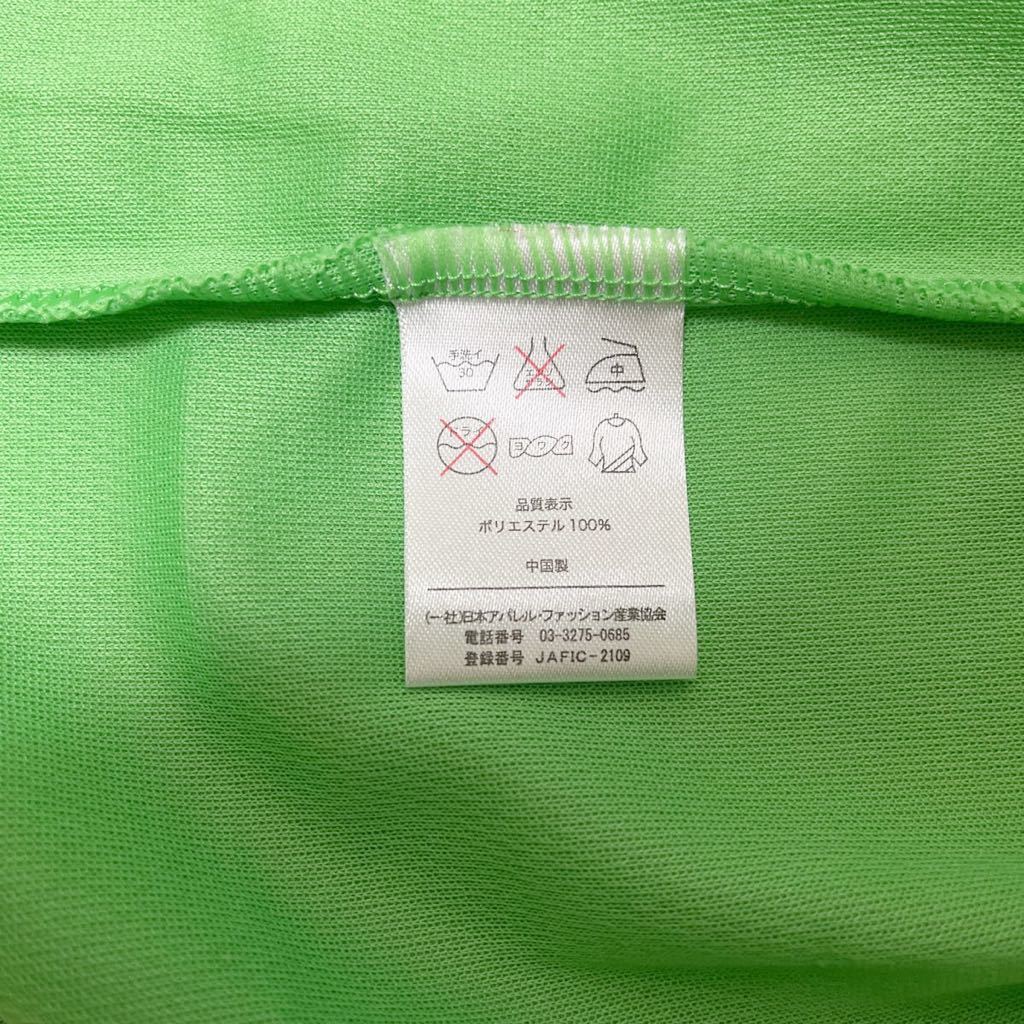 手洗イ
30
エンソ
サラシ
中
ドライ
ヨワク
品質表示
ポリエステル100%
中国製
(一社)日本アパレル・ファッション産業協会
電話番号 03-3275-0685
登録番号 JAFIC-2109